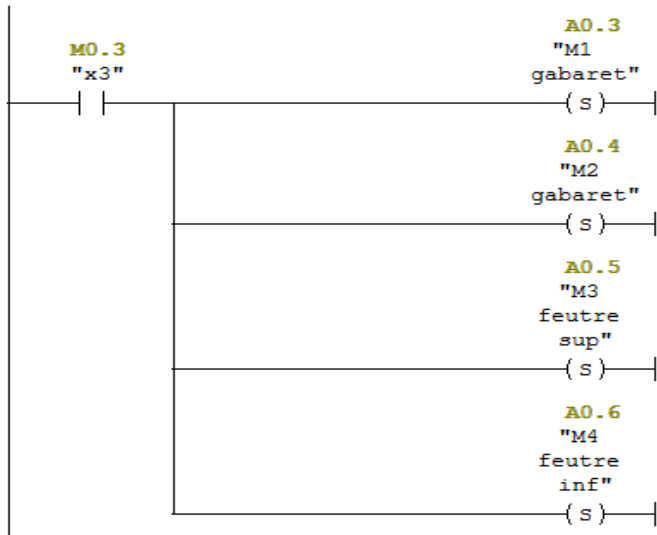 A0.3
M0.3
"M1
"x3"
gabaret"
( S )
A0.4
"M2
gabaret"
( S )
A0.5
"M3
feutre
sup"
( S )
A0.6
"M4
feutre
inf"
( S )